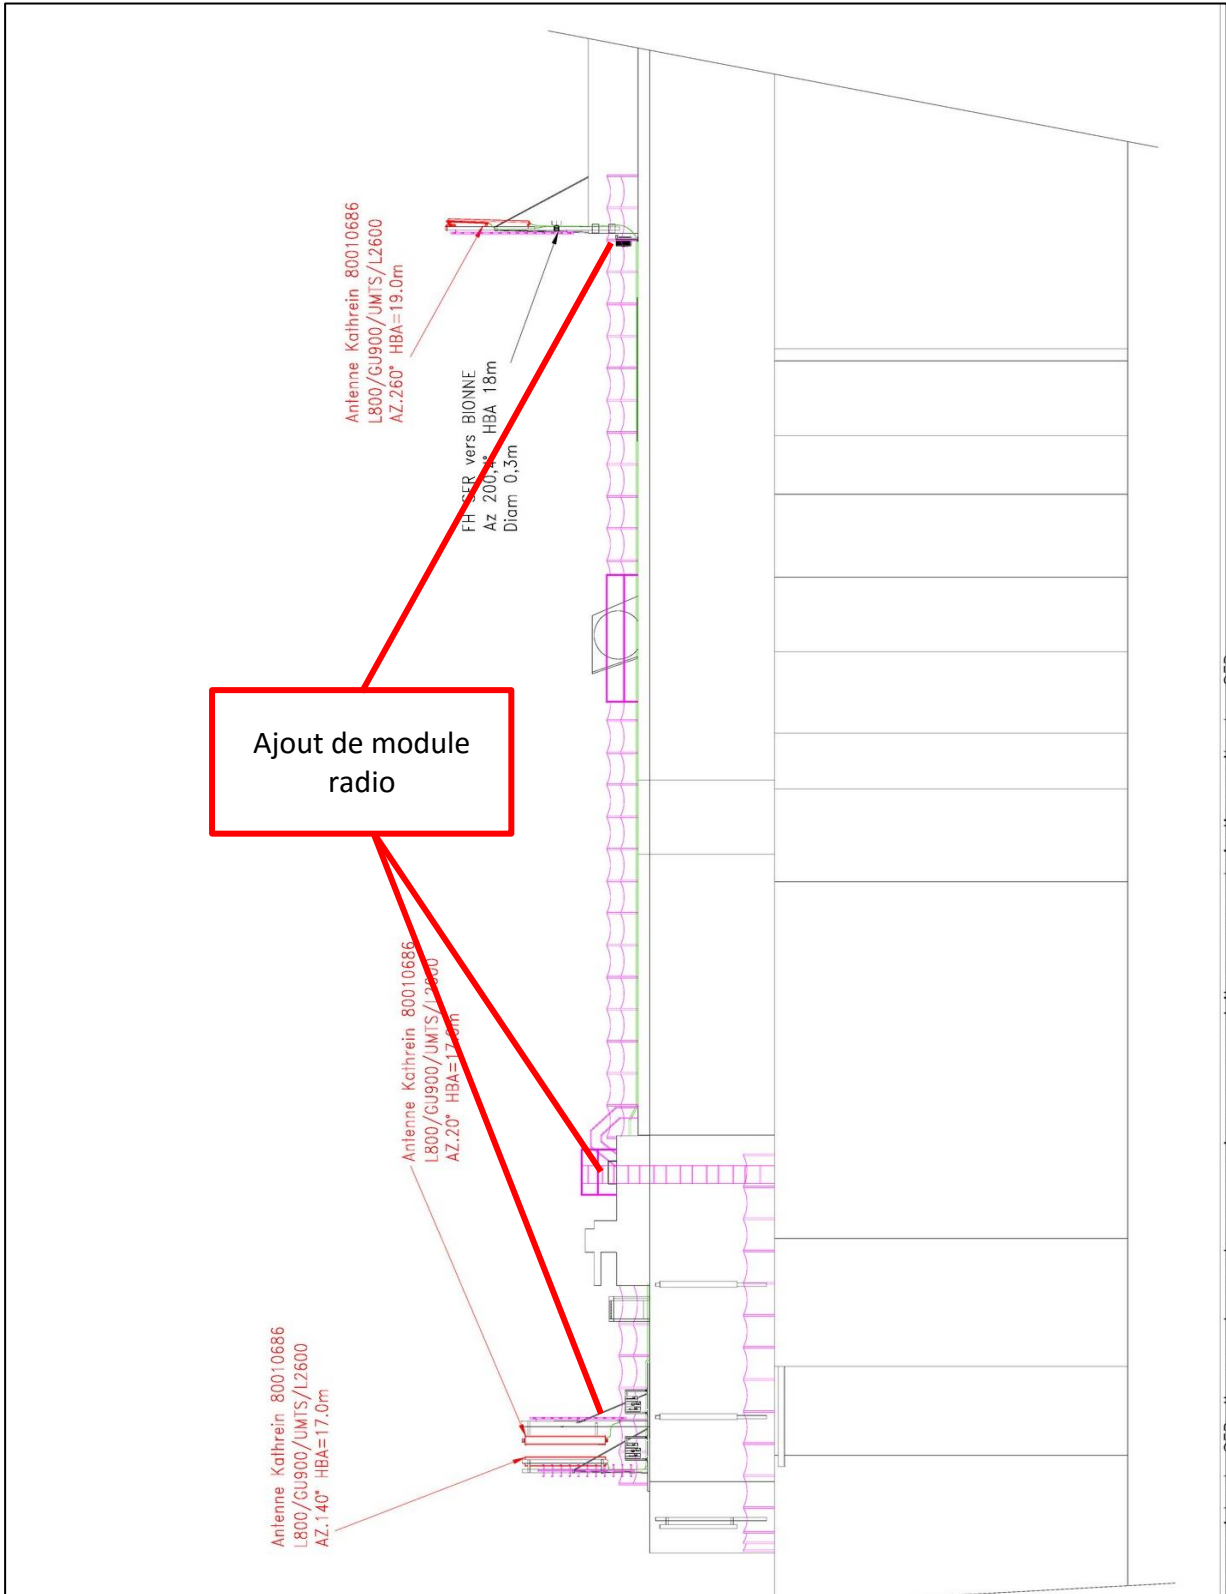 Antenne Kathrein 80010686
L800/GU900/UMTS/L2600
AZ.260° HBA=19.0m
FH SFR vers BIONNE
Az 200,4° HBA 18m
Diam 0,3m
Ajout de module
radio
Antenne Kathrein 80010686
L800/GU900/UMTS/L2600
AZ.20° HBA=17.0m
Antenne Kathrein 80010686
L800/GU900/UMTS/L2600
AZ.140° HBA=17.0m